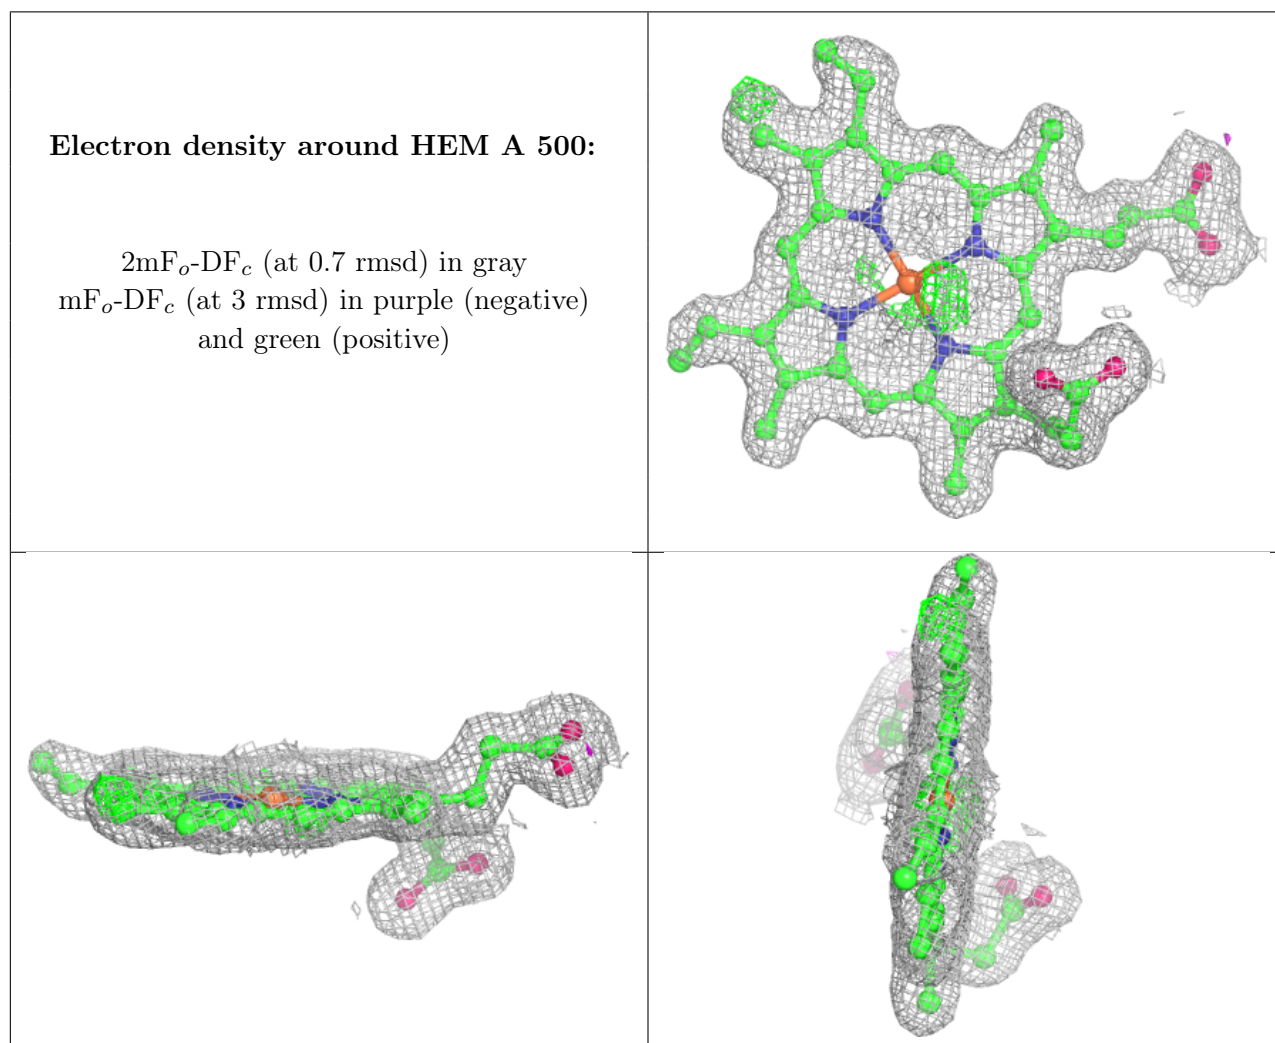 Electron density around HEM A 500:
2mFo-DFc (at 0.7 rmsd) in gray
mFo-DFc (at 3 rmsd) in purple (negative)
and green (positive)